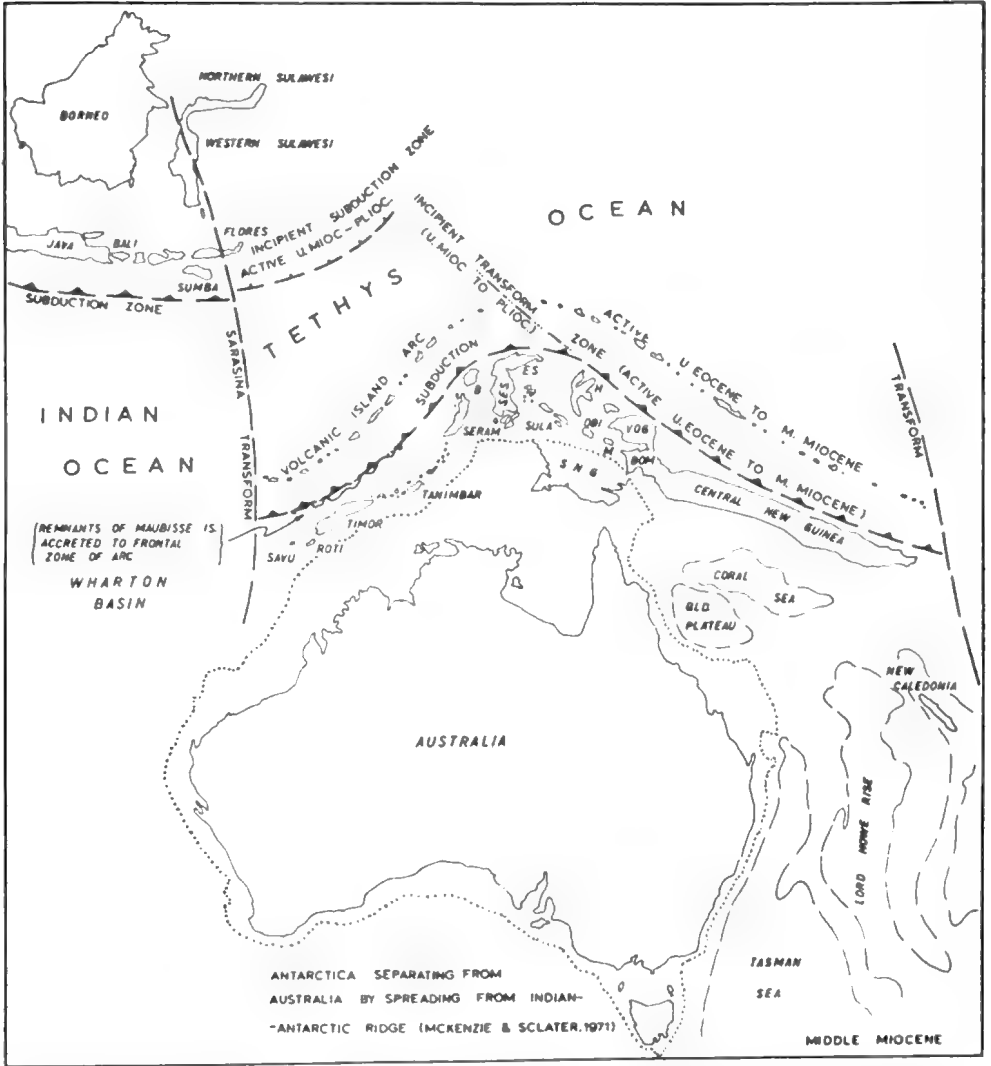 NORTHERN SULAWESI
BORNEO
WESTERN SULAWESI
INCIPIENT SUBDUCTION ZONE
ACTIVE U.MIOC-PLIOC.
OCEAN
INCIPIENT TRANSFORM
(U.MIOC TO PLIOC.)
FLORES
JAVA
BALI
SUMBA
SUBDUCTION ZONE
TETHYS
SARASINA
TRANSFORM
INDIAN
OCEAN
VOLCANIC ISLAND ARC
ACTIVE U EOCENE TO M. MIOCENE
SUBDUCTION ZONE (ACTIVE U.EOCENE TO M. MIOCENE)
TRANSFORM
ES
B
SES
H
OBI
VOG
SERAM
SULA
M
BOM
SNG
CENTRAL NEW GUINEA
TANIMBAR
TIMOR
ROTI
SAVU
(REMNANTS OF MAUBISSE IS.
ACCRETED TO FRONTAL
ZONE OF ARC)
WHARTON
BASIN
CORAL
SEA
QLD.
PLATEAU
NEW
CALEDONIA
AUSTRALIA
LORD HOWE RISE
TASMAN
SEA
ANTARCTICA SEPARATING FROM
AUSTRALIA BY SPREADING FROM INDIAN-
-ANTARCTIC RIDGE (MCKENZIE & SCLATER,1971)
MIDDLE MIOCENE